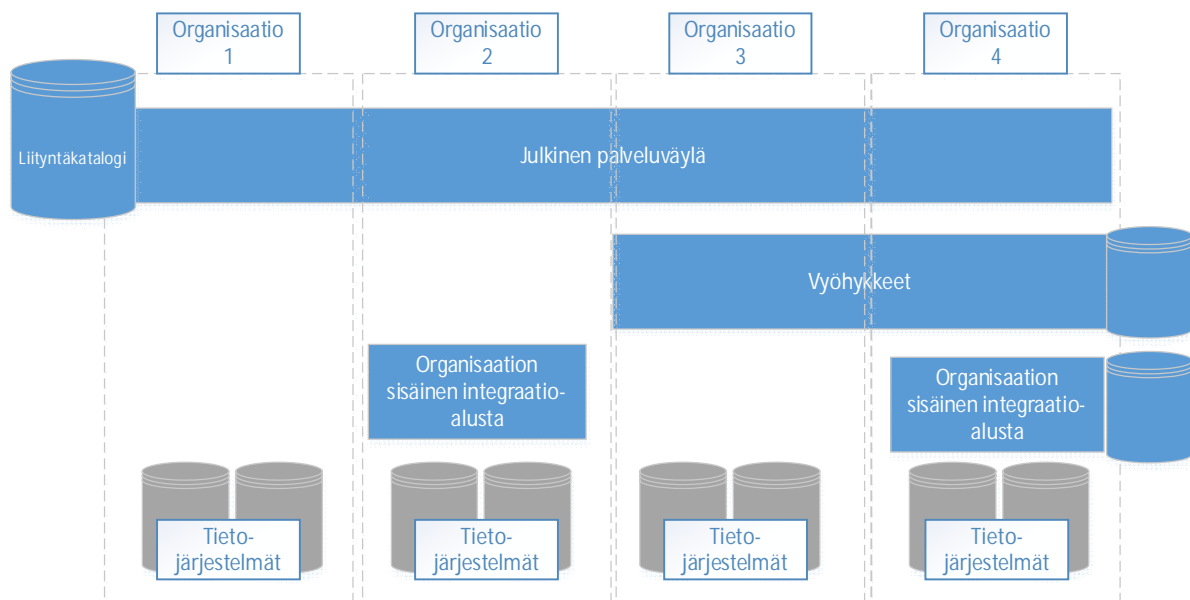 Organisaatio
1
Organisaatio
2
Organisaatio
3
Organisaatio
4
Liityntäkatalogi
Julkinen palveluväylä
Vyöhykkeet
Organisaation
sisäinen integraatio-
alusta
Organisaation
sisäinen integraatio-
alusta
Tieto-
järjestelmät
Tieto-
järjestelmät
Tieto-
järjestelmät
Tieto-
järjestelmät